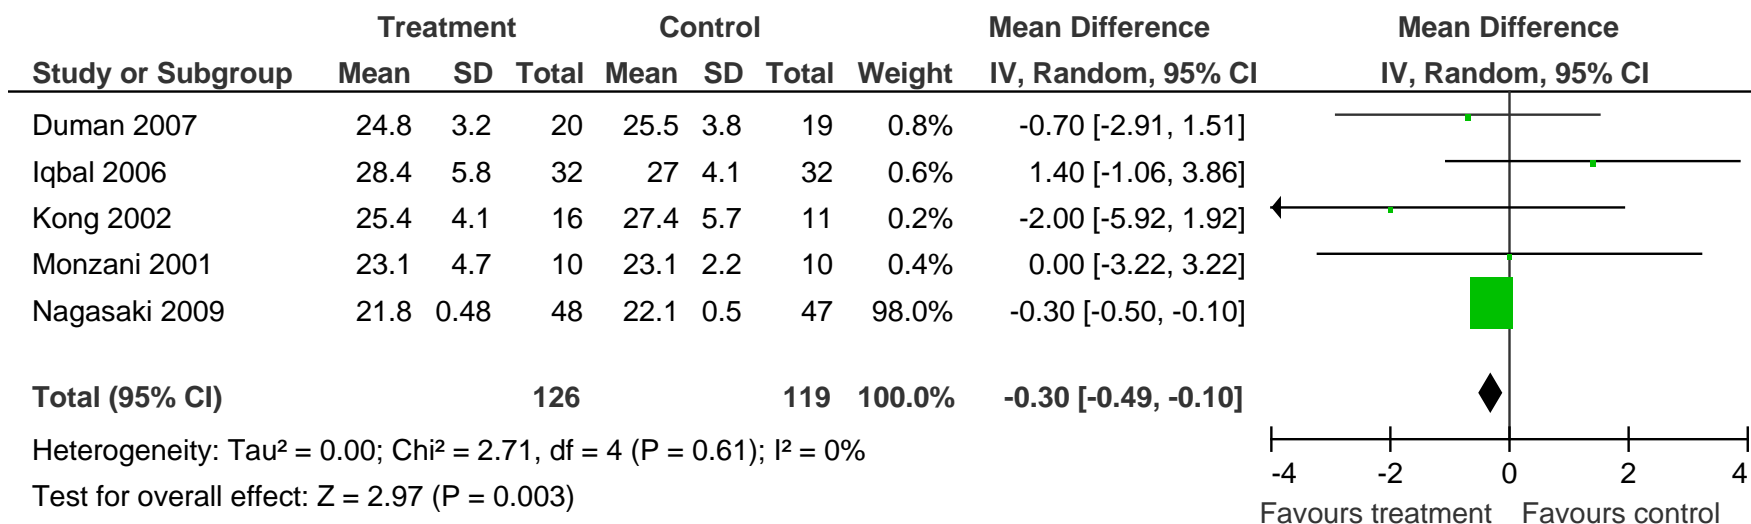 Treatment Control Mean Difference Mean Difference
Study or Subgroup Mean SD Total Mean SD Total Weight IV, Random, 95% CI IV, Random, 95% CI
Duman 2007 24.8 3.2 20 25.5 3.8 19 0.8% -0.70 [-2.91, 1.51]
Iqbal 2006 28.4 5.8 32 27 4.1 32 0.6% 1.40 [-1.06, 3.86]
Kong 2002 25.4 4.1 16 27.4 5.7 11 0.2% -2.00 [-5.92, 1.92]
Monzani 2001 23.1 4.7 10 23.1 2.2 10 0.4% 0.00 [-3.22, 3.22]
Nagasaki 2009 21.8 0.48 48 22.1 0.5 47 98.0% -0.30 [-0.50, -0.10]
Total (95% CI) 126 119 100.0% -0.30 [-0.49, -0.10]
Heterogeneity: Tau² = 0.00; Chi² = 2.71, df = 4 (P = 0.61); I² = 0%
Test for overall effect: Z = 2.97 (P = 0.003)
-4 -2 0 2 4
Favours treatment Favours control